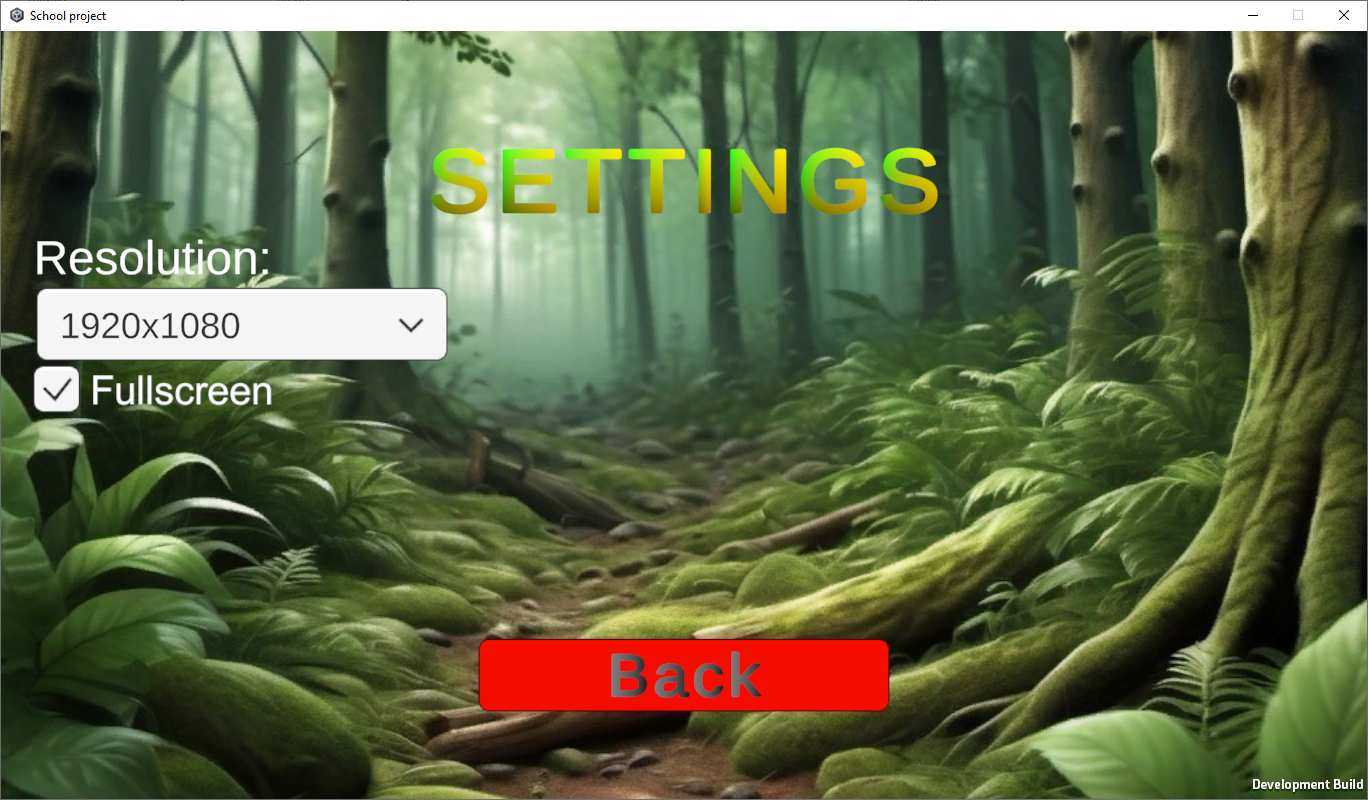 School project
SETTINGS
Resolution:
1920x1080
Fullscreen
Back
Development Build